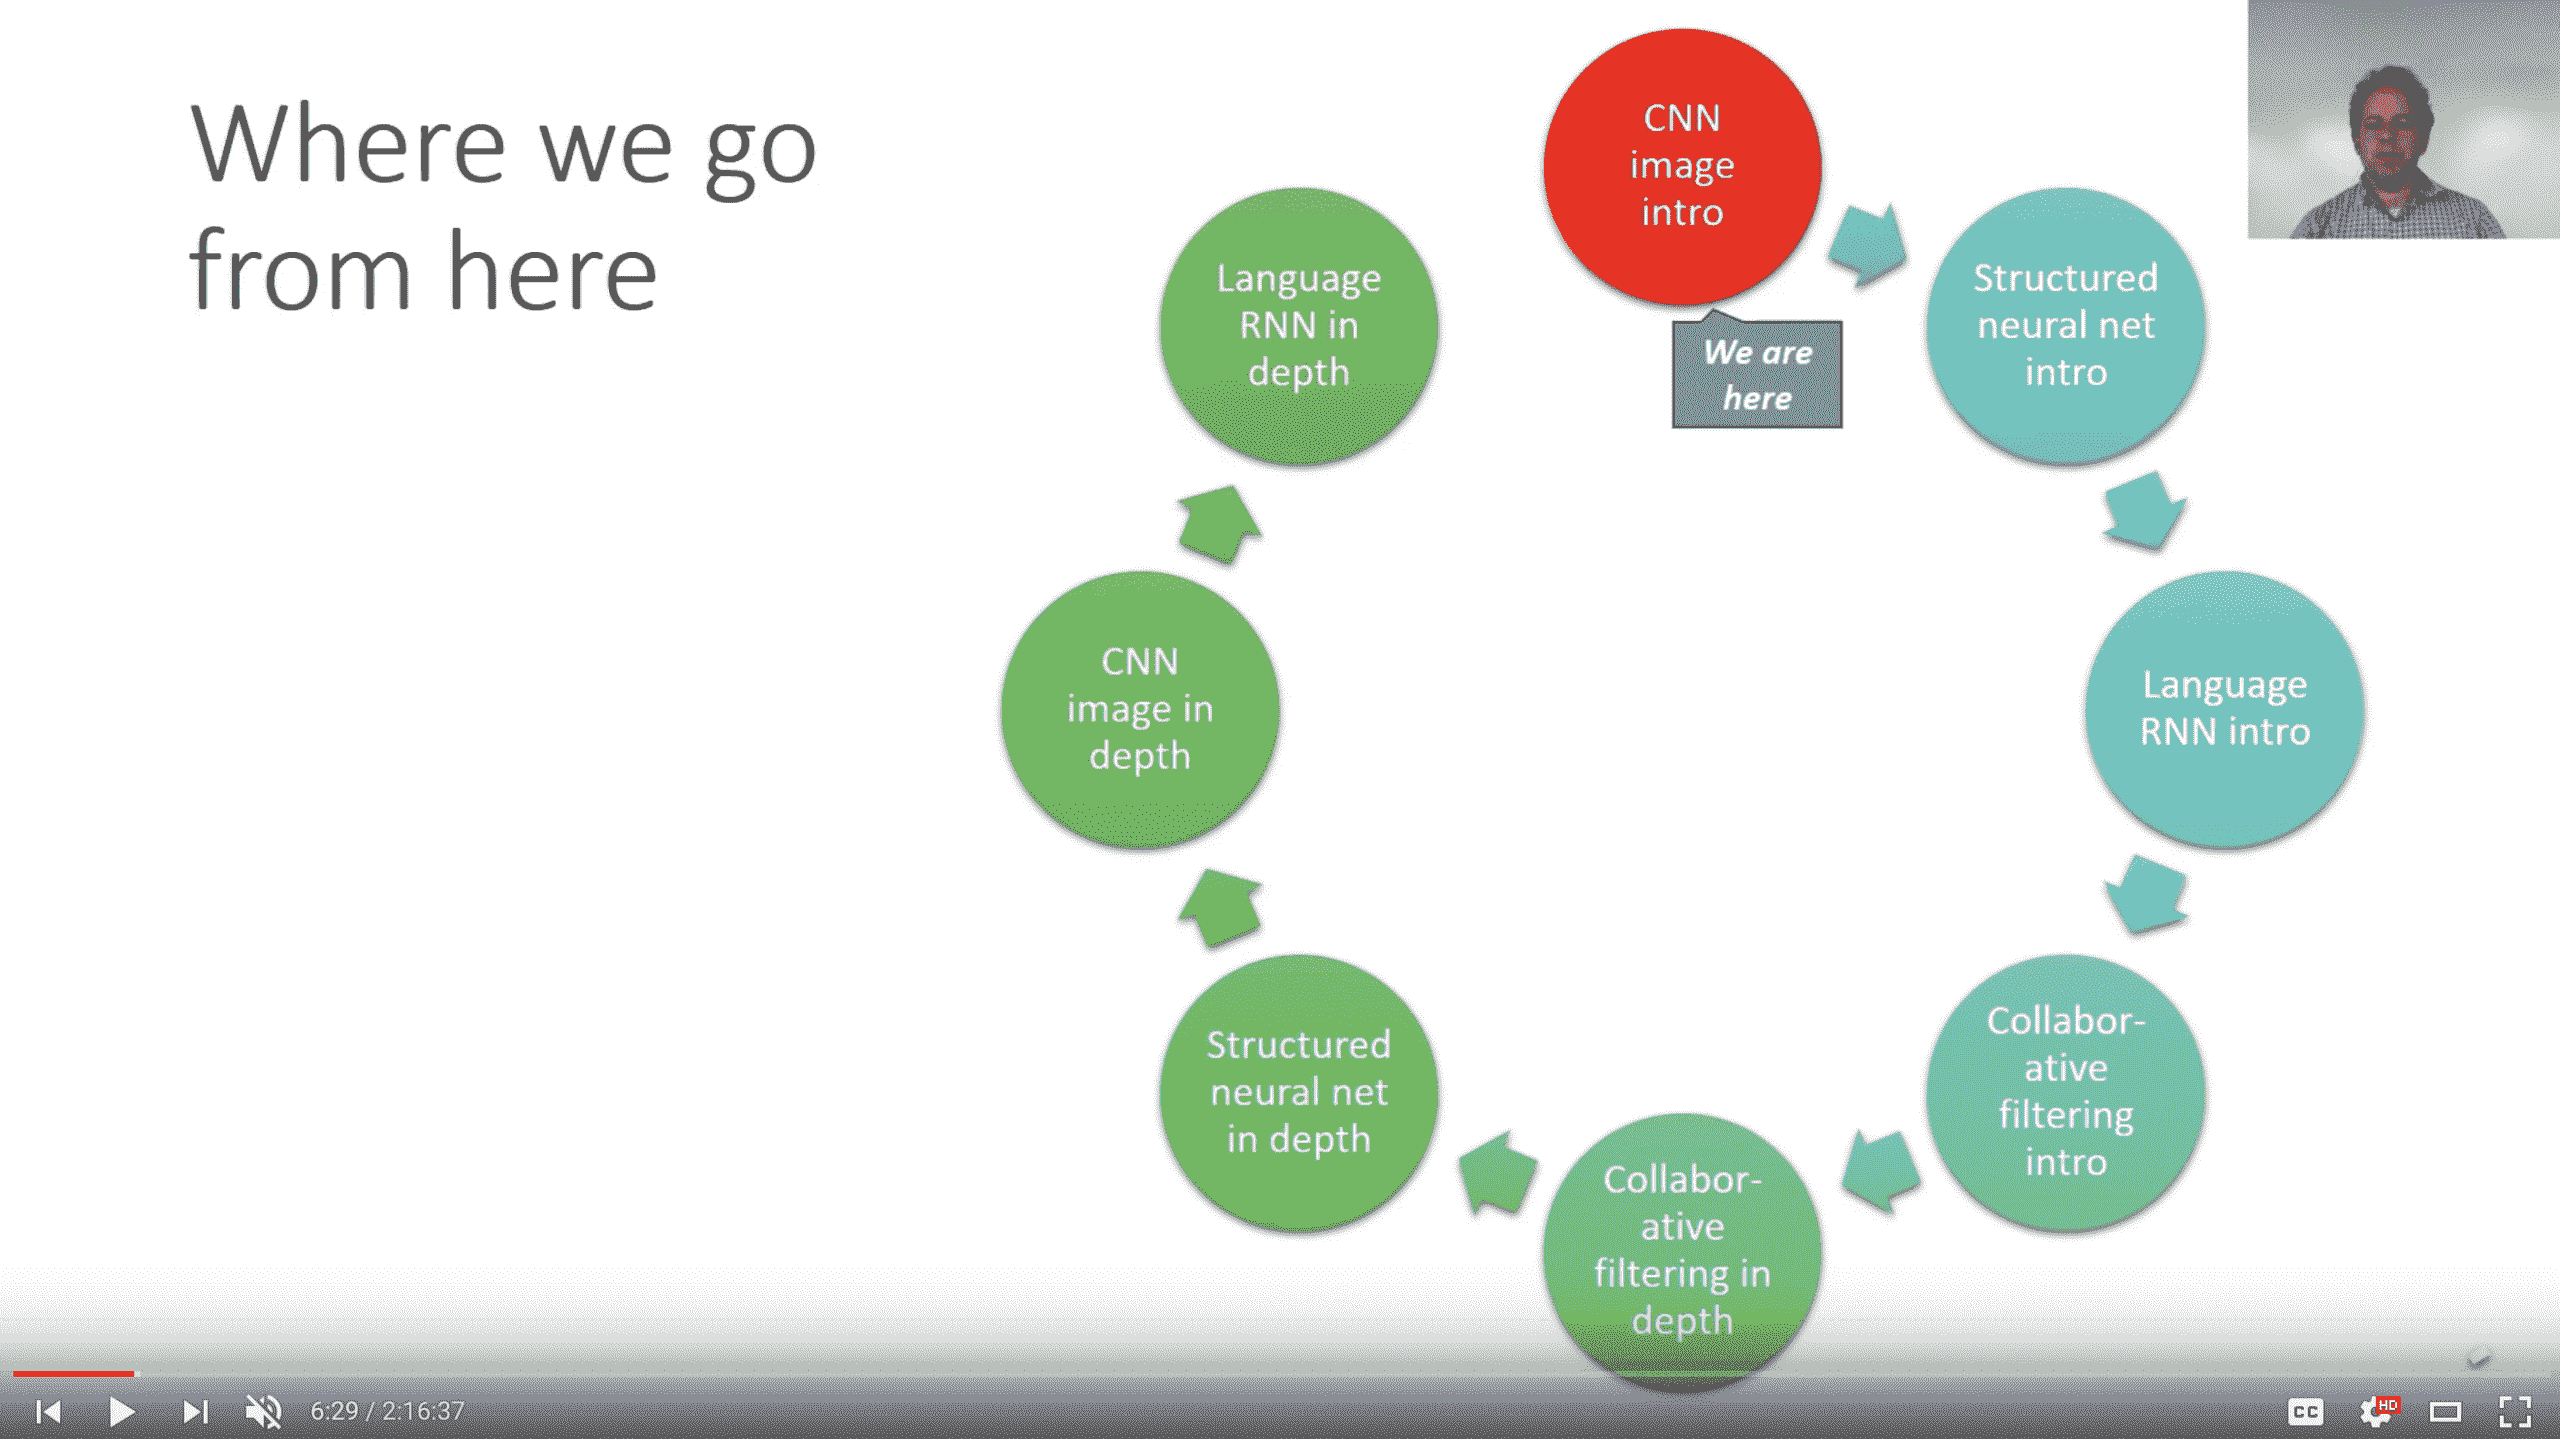 Where we go
from here
CNN
image
intro
We are
here
Structured
neural net
intro
Language
RNN intro
Collabor-
ative
filtering
intro
Collabor-
ative
filtering in
depth
Structured
neural net
in depth
CNN
image in
depth
Language
RNN in
depth
6:29 / 2:16:37
CC
HD